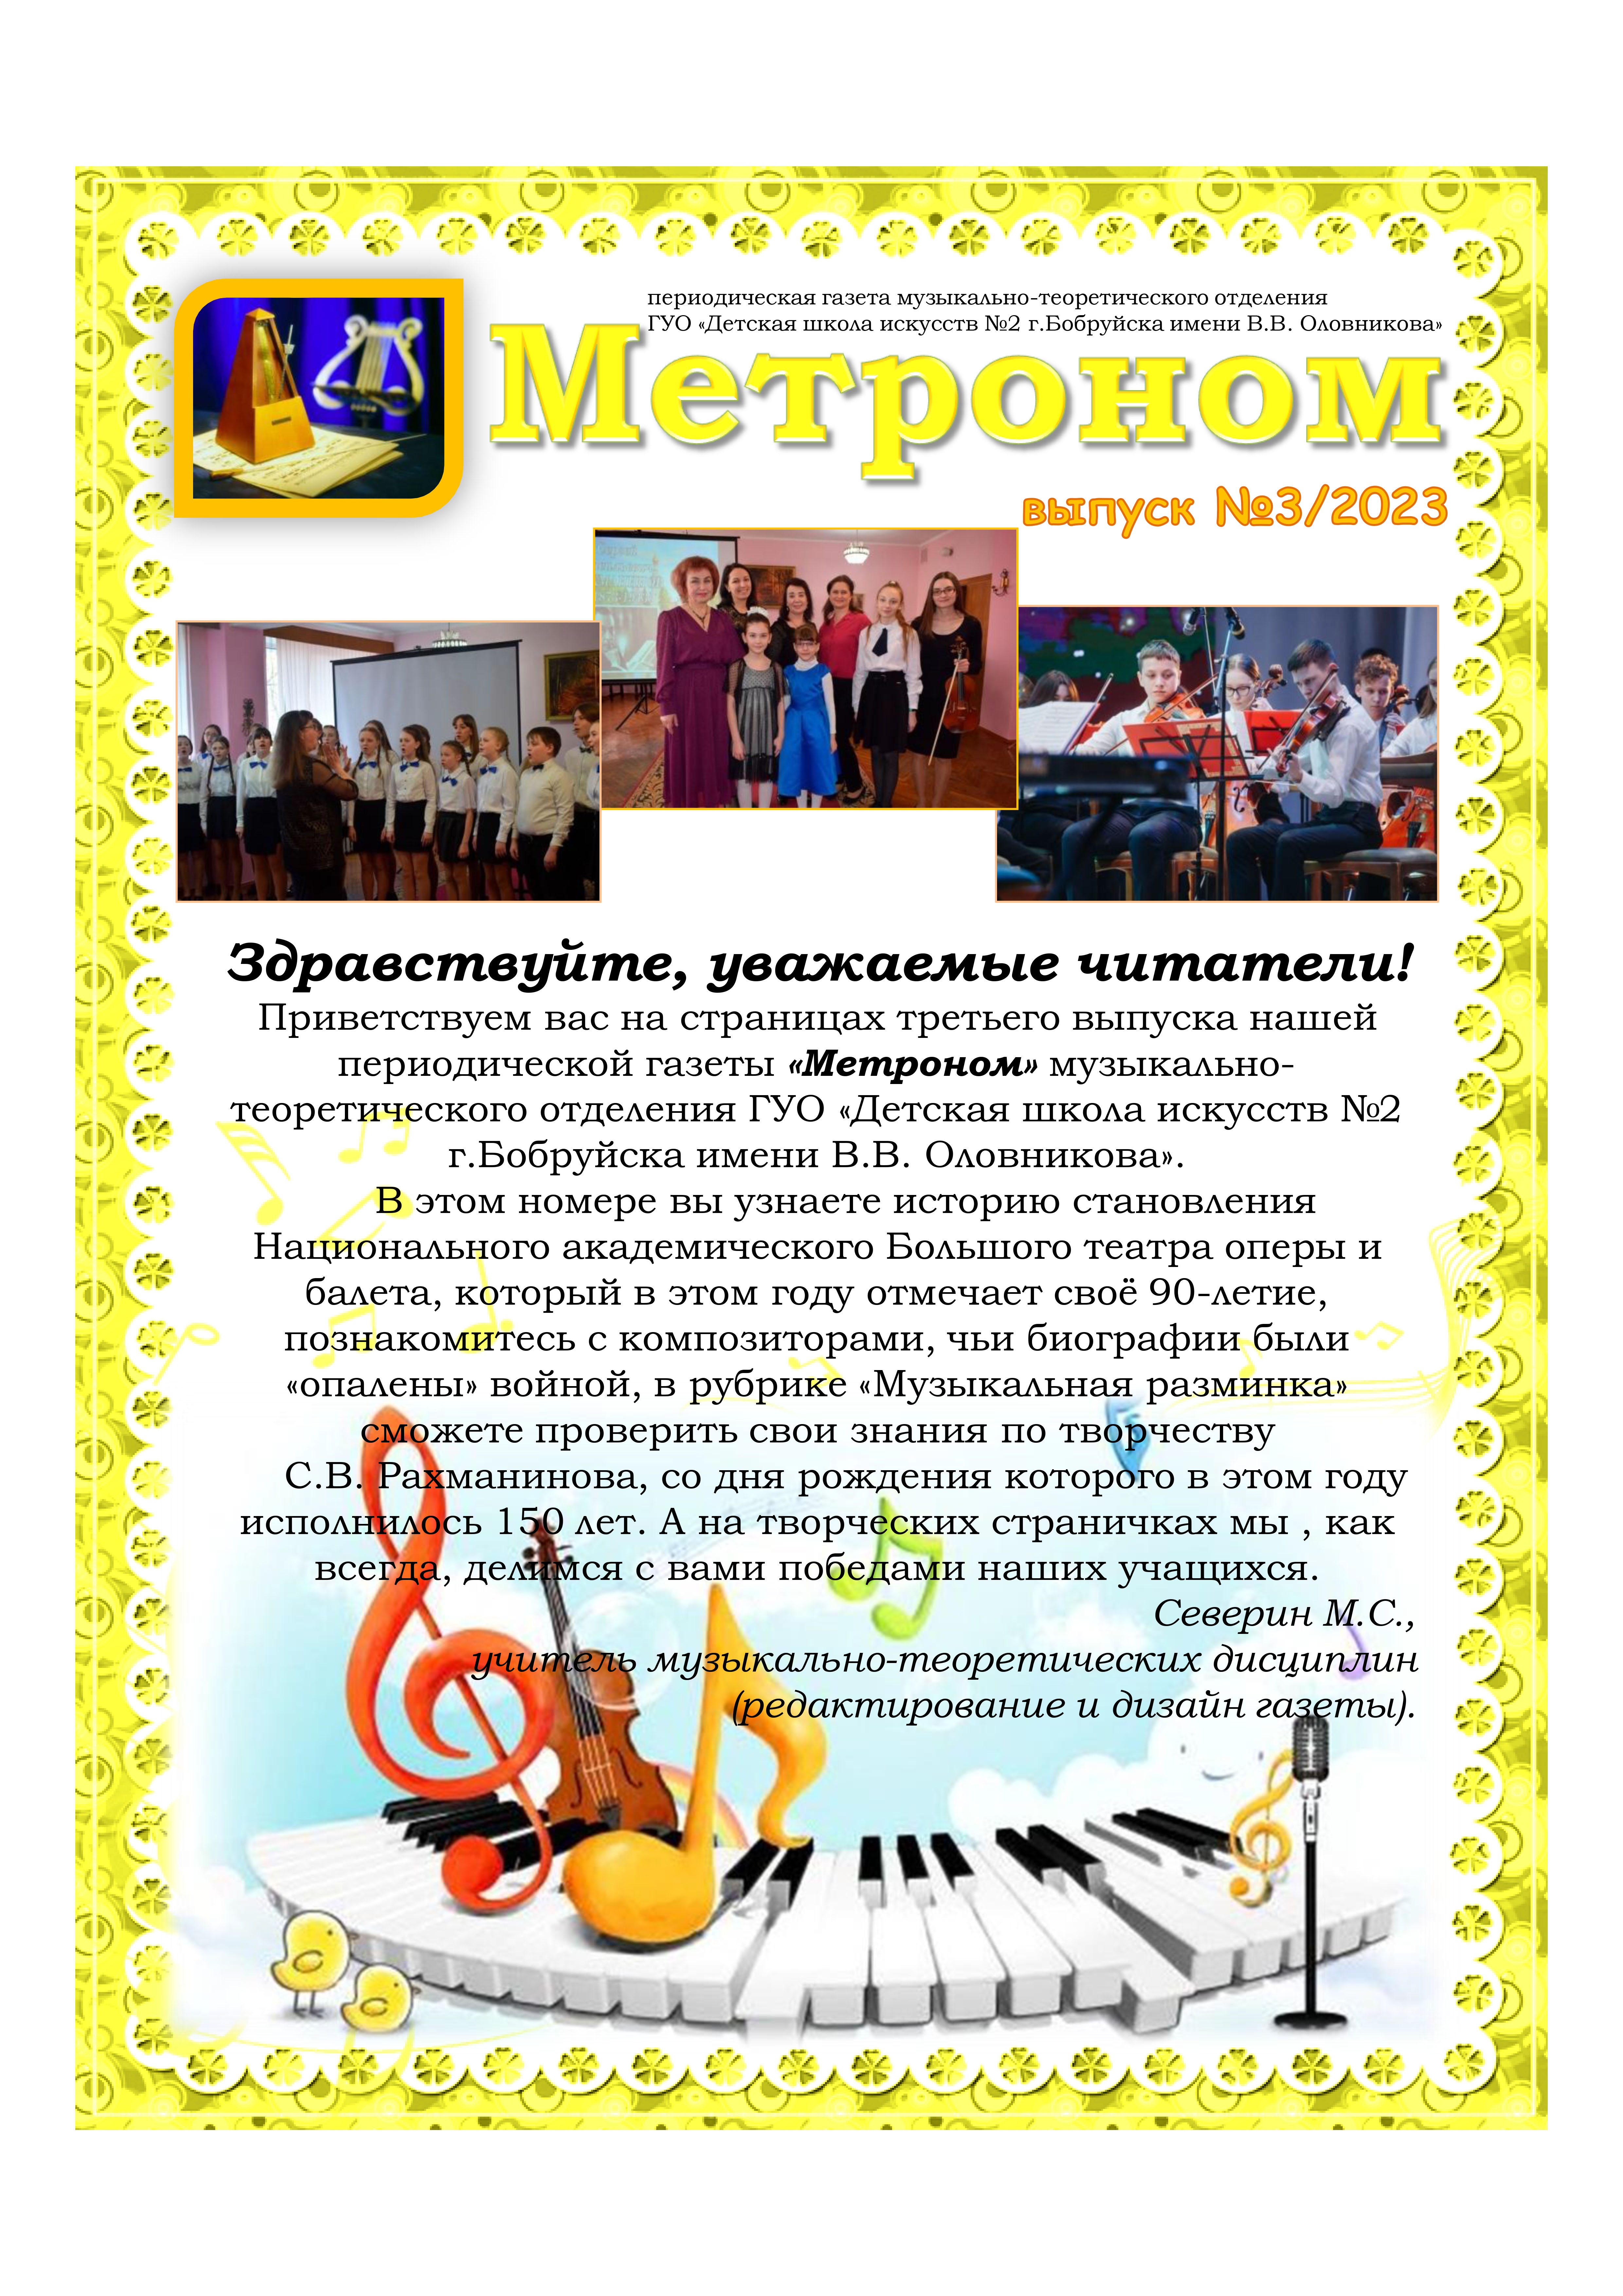 периодическая газета музыкально-теоретического отделения
ГУО «Детская школа искусств №2 г.Бобруйска имени В.В. Оловникова»
Метроном
выпуск №3/2023
Здравствуйте, уважаемые читатели!
Приветствуем вас на страницах третьего выпуска нашей
периодической газеты «Метроном» музыкально-
теоретического отделения ГУО «Детская школа искусств №2
г.Бобруйска имени В.В. Оловникова».
В этом номере вы узнаете историю становления
Национального академического Большого театра оперы и
балета, который в этом году отмечает своё 90-летие,
познакомитесь с композиторами, чьи биографии были
«опалены» войной, в рубрике «Музыкальная разминка»
сможете проверить свои знания по творчеству
С.В. Рахманинова, со дня рождения которого в этом году
исполнилось 150 лет. А на творческих страничках мы , как
всегда, делимся с вами победами наших учащихся.
Северин М.С.,
учитель музыкально-теоретических дисциплин
(редактирование и дизайн газеты).